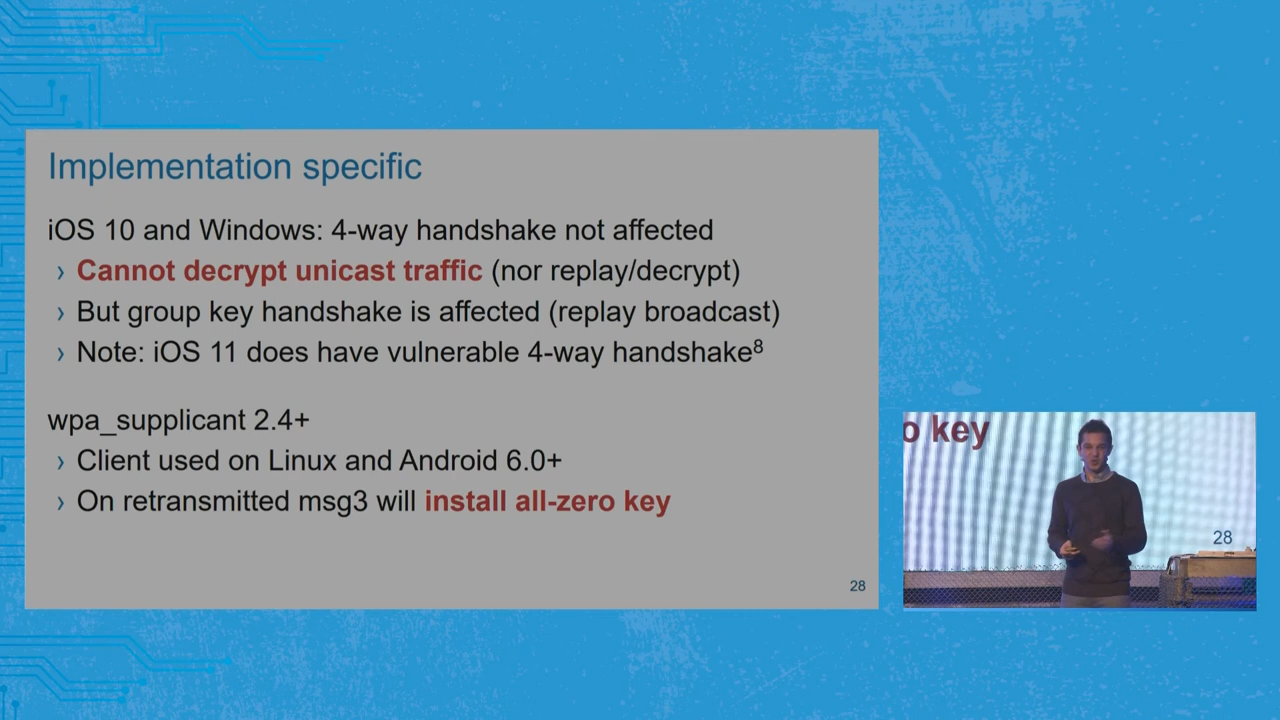 Implementation specific
iOS 10 and Windows: 4-way handshake not affected
› Cannot decrypt unicast traffic (nor replay/decrypt)
› But group key handshake is affected (replay broadcast)
› Note: iOS 11 does have vulnerable 4-way handshake⁸
wpa_supplicant 2.4+
› Client used on Linux and Android 6.0+
› On retransmitted msg3 will install all-zero key
28
o key
28